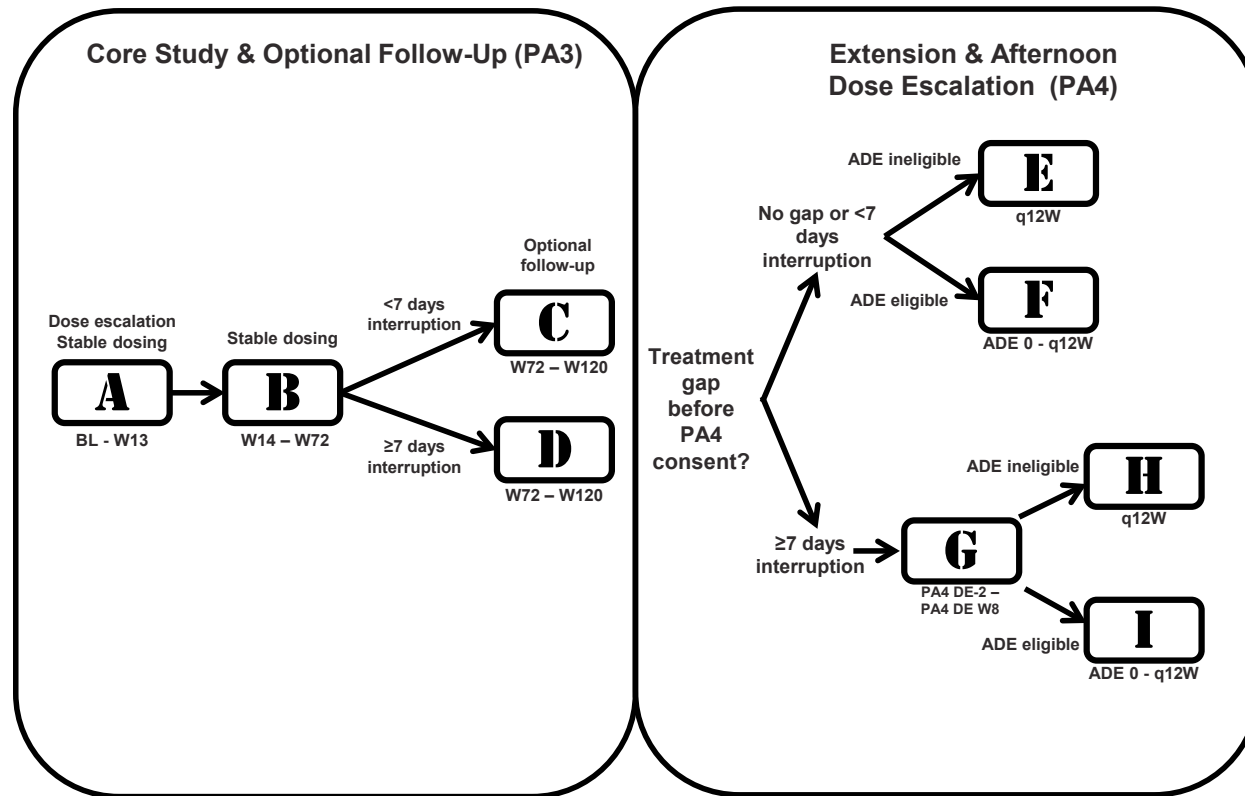 Core Study & Optional Follow-Up (PA3)
Dose escalation
Stable dosing
A
BL - W13
Stable dosing
B
W14 – W72
<7 days
interruption
≥7 days
interruption
Optional
follow-up
C
W72 – W120
D
W72 – W120
Extension & Afternoon
Dose Escalation (PA4)
Treatment
gap
before
PA4
consent?
No gap or <7
days
interruption
ADE ineligible
E
q12W
ADE eligible
F
ADE 0 - q12W
≥7 days
interruption
G
PA4 DE-2 –
PA4 DE W8
ADE ineligible
H
q12W
ADE eligible
I
ADE 0 - q12W